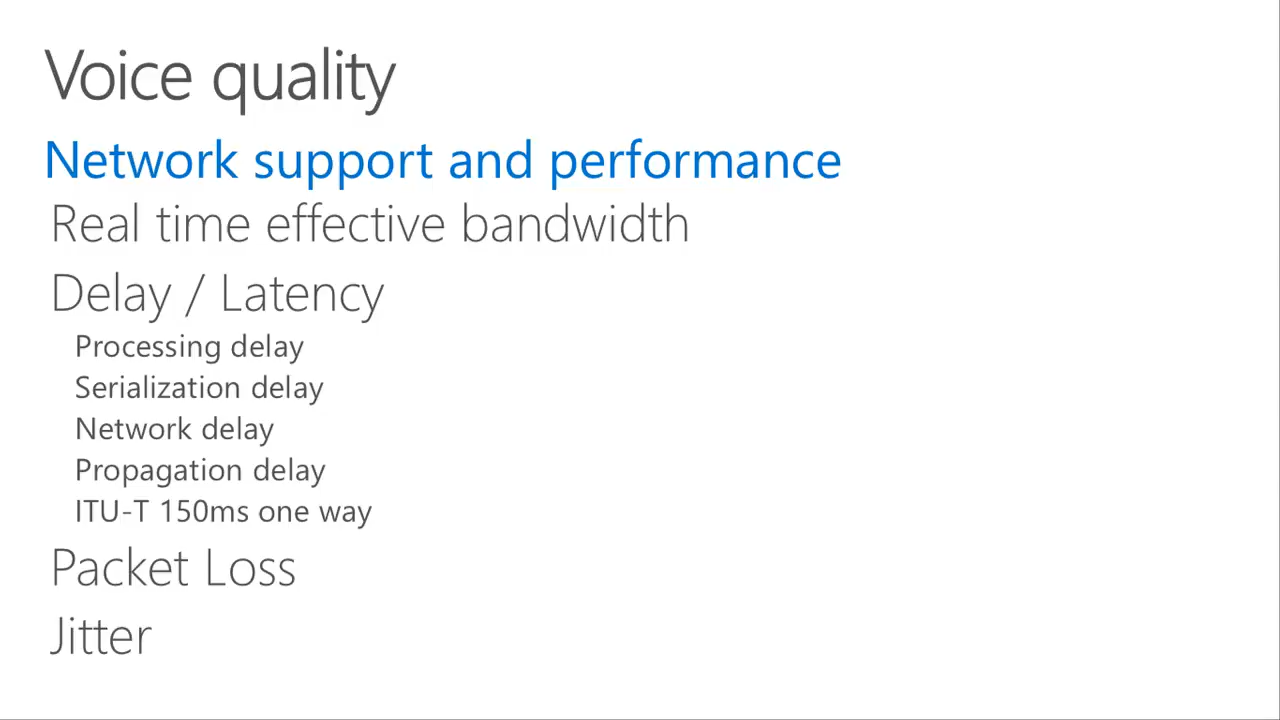 Voice quality
Network support and performance
Real time effective bandwidth
Delay / Latency
Processing delay
Serialization delay
Network delay
Propagation delay
ITU-T 150ms one way
Packet Loss
Jitter